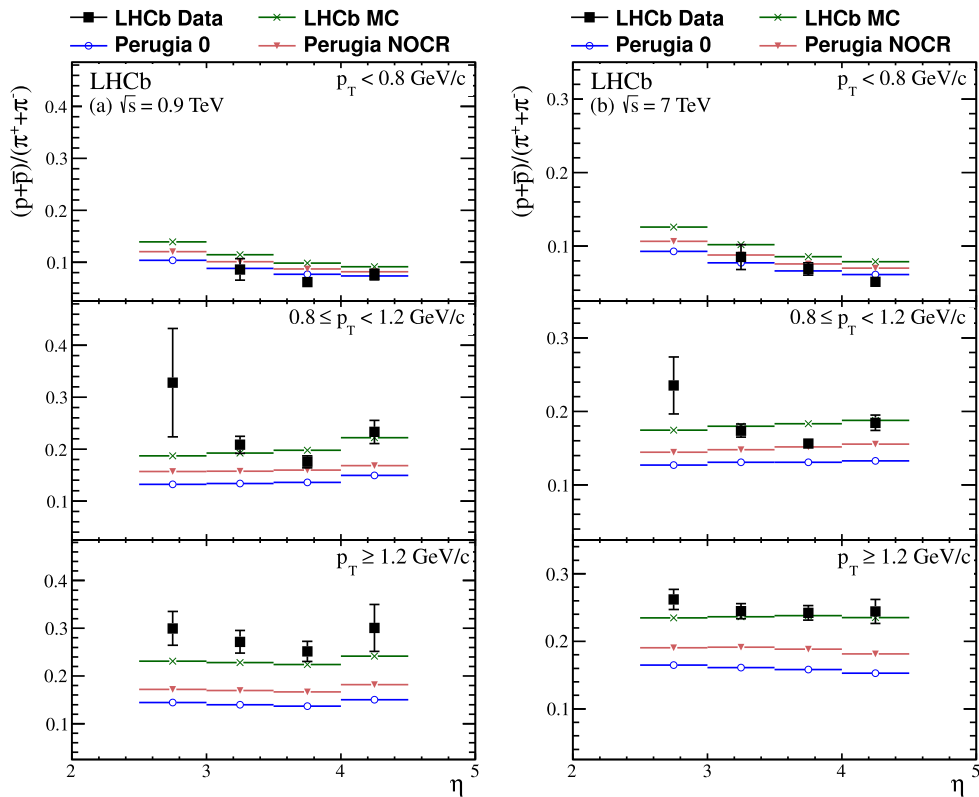 LHCb Data LHCb MC
Perugia 0 Perugia NOCR
LHCb
(a) √s = 0.9 TeV
p_T < 0.8 GeV/c
(p+p̅)/(π⁺+π⁻)
0.4
0.3
0.2
0.1
0.8 ≤ p_T < 1.2 GeV/c
0.4
0.3
0.2
0.1
p_T ≥ 1.2 GeV/c
0.4
0.3
0.2
0.1
2 3 4 5
η
LHCb Data LHCb MC
Perugia 0 Perugia NOCR
LHCb
(b) √s = 7 TeV
p_T < 0.8 GeV/c
(p+p̅)/(π⁺+π⁻)
0.3
0.2
0.1
0.8 ≤ p_T < 1.2 GeV/c
0.3
0.2
0.1
p_T ≥ 1.2 GeV/c
0.3
0.2
0.1
2 3 4 5
η